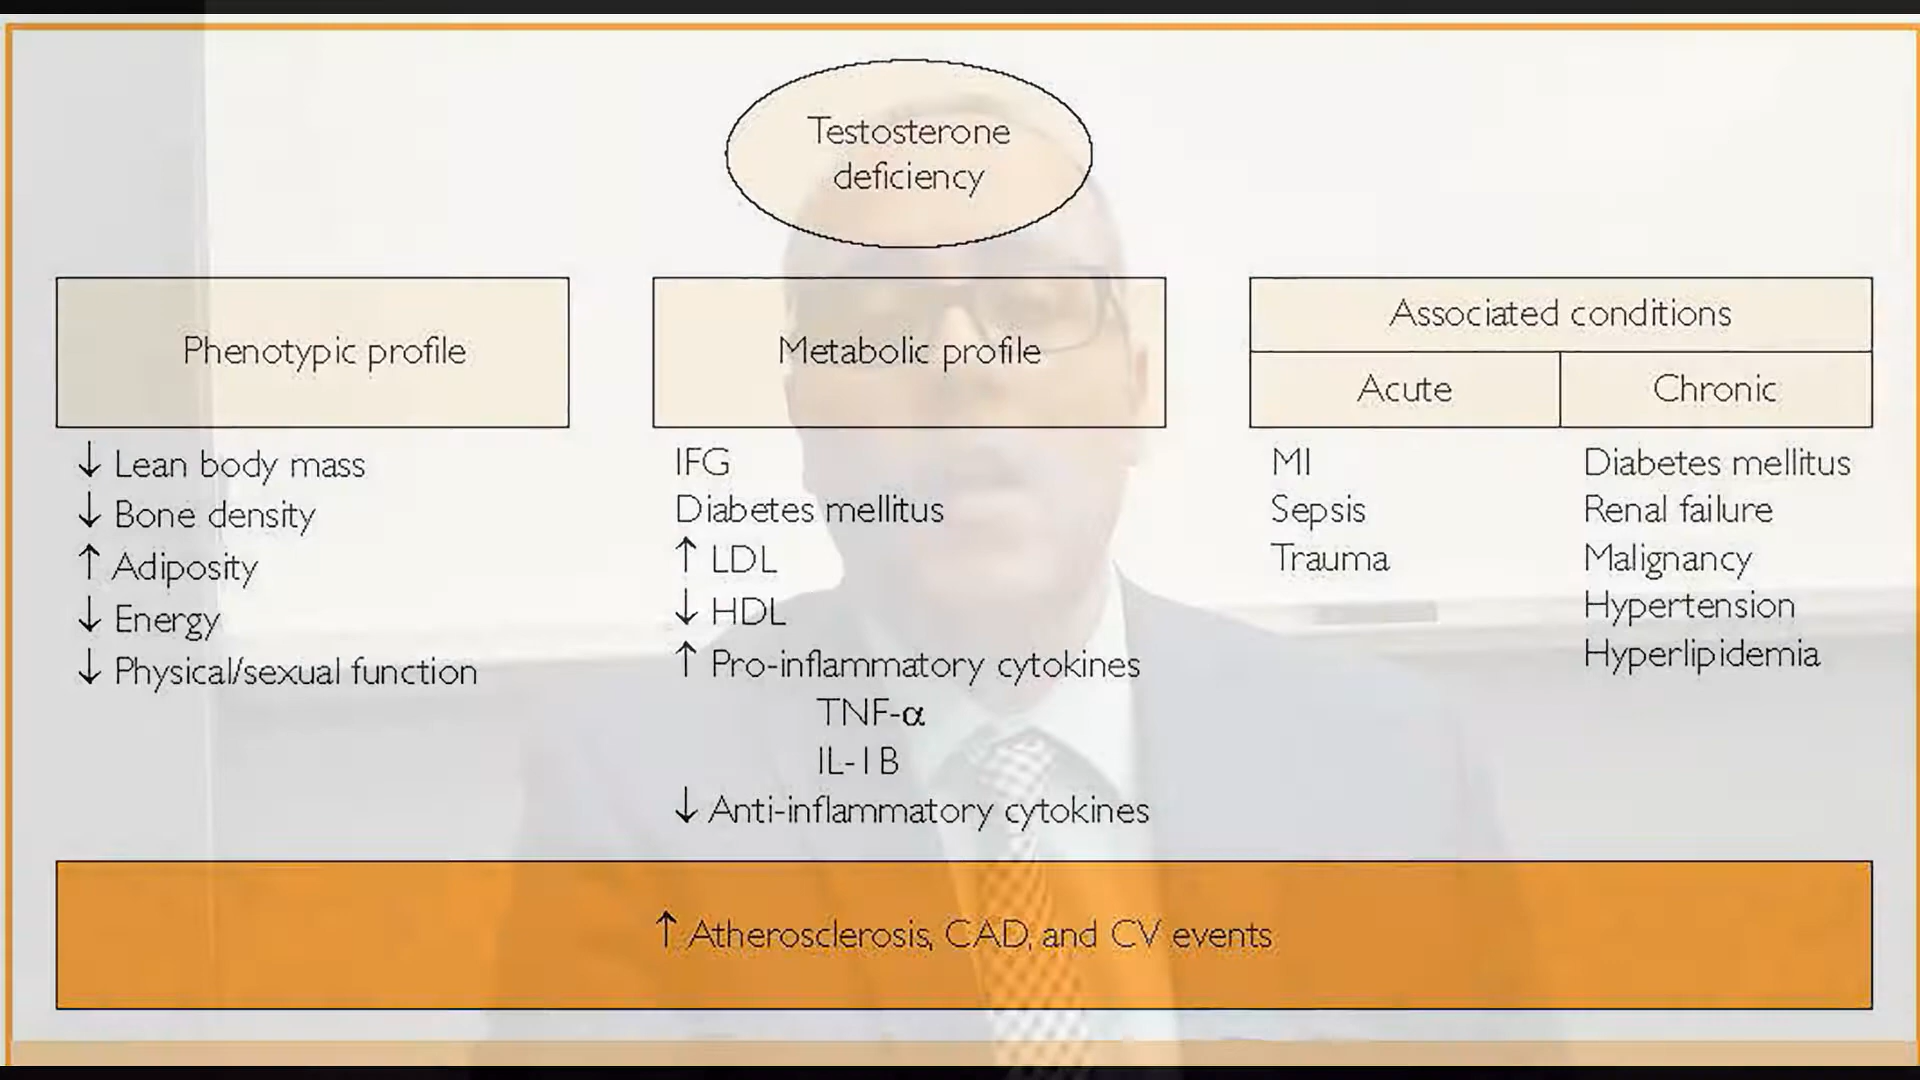 Testosterone
deficiency
Phenotypic profile
↓ Lean body mass
↓ Bone density
↑ Adiposity
↓ Energy
↓ Physical/sexual function
Metabolic profile
IFG
Diabetes mellitus
↑ LDL
↓ HDL
↑ Pro-inflammatory cytokines
TNF-α
IL-1B
↓ Anti-inflammatory cytokines
Associated conditions
Acute
MI
Sepsis
Trauma
Chronic
Diabetes mellitus
Renal failure
Malignancy
Hypertension
Hyperlipidemia
↑ Atherosclerosis, CAD, and CV events